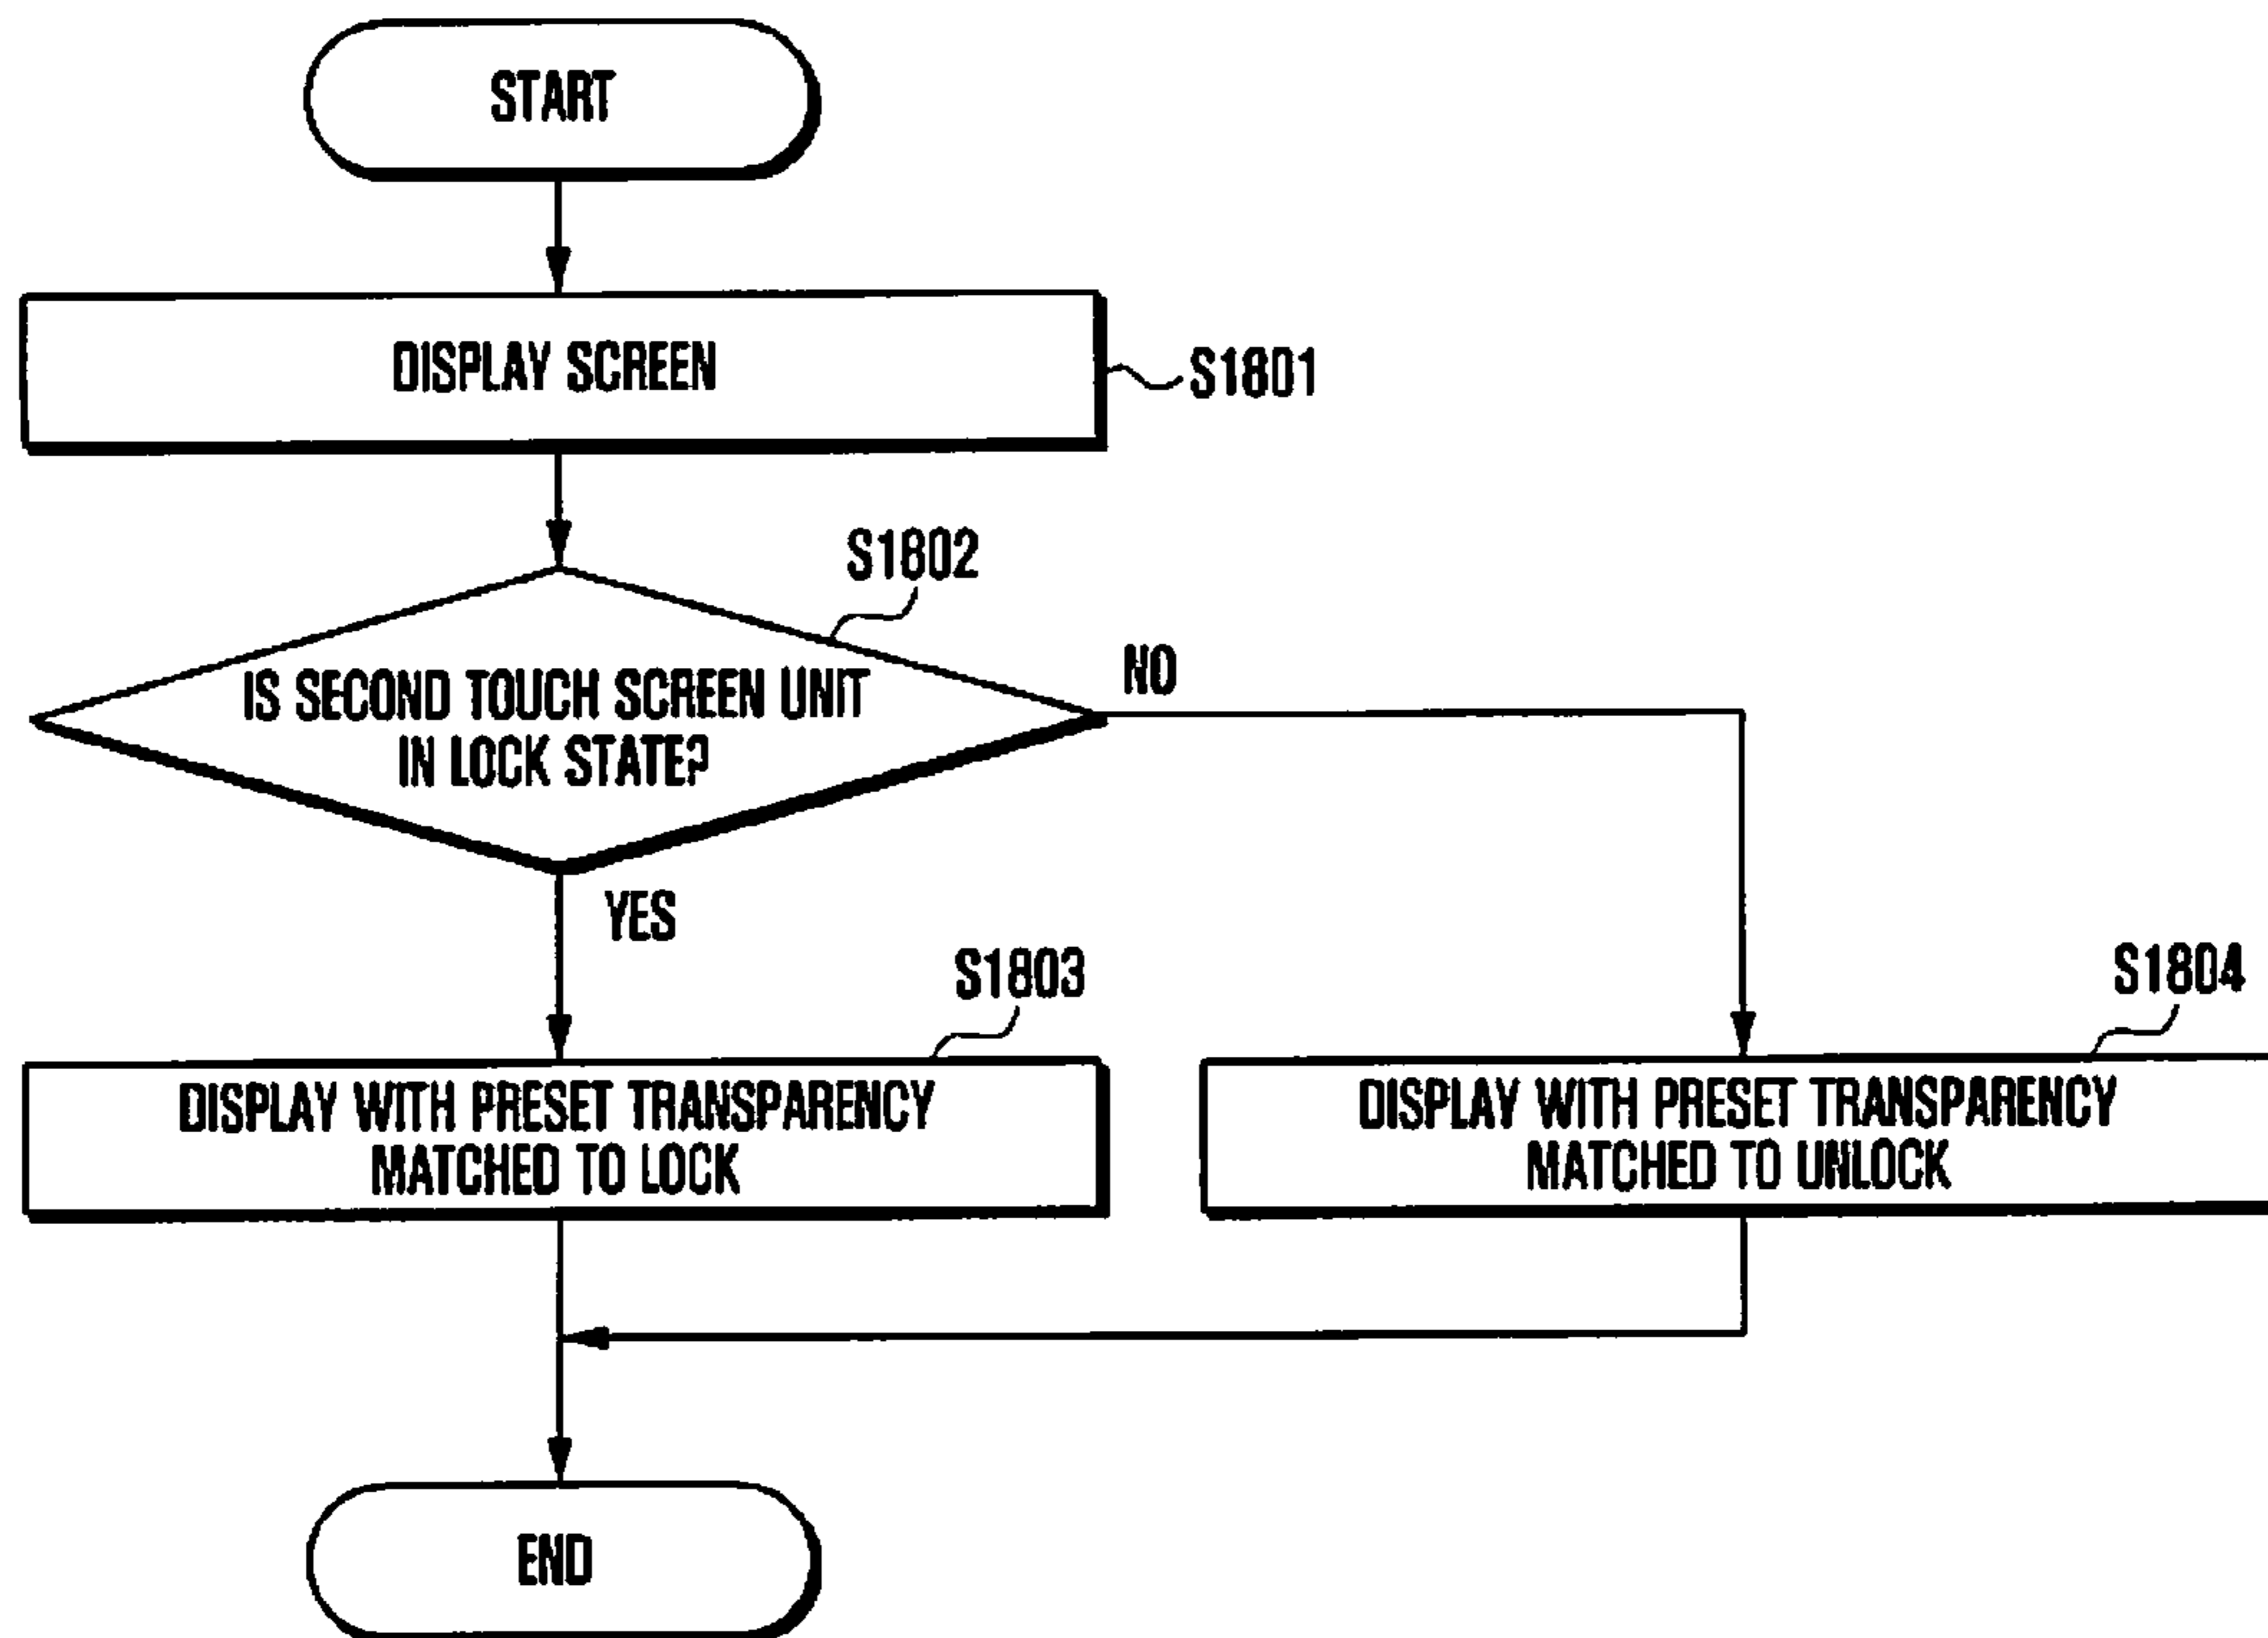 START
DISPLAY SCREEN
S1801
S1802
IS SECOND TOUCH SCREEN UNIT
IN LOCK STATE?
NO
YES
S1803
DISPLAY WITH PRESET TRANSPARENCY
MATCHED TO LOCK
S1804
DISPLAY WITH PRESET TRANSPARENCY
MATCHED TO UNLOCK
END